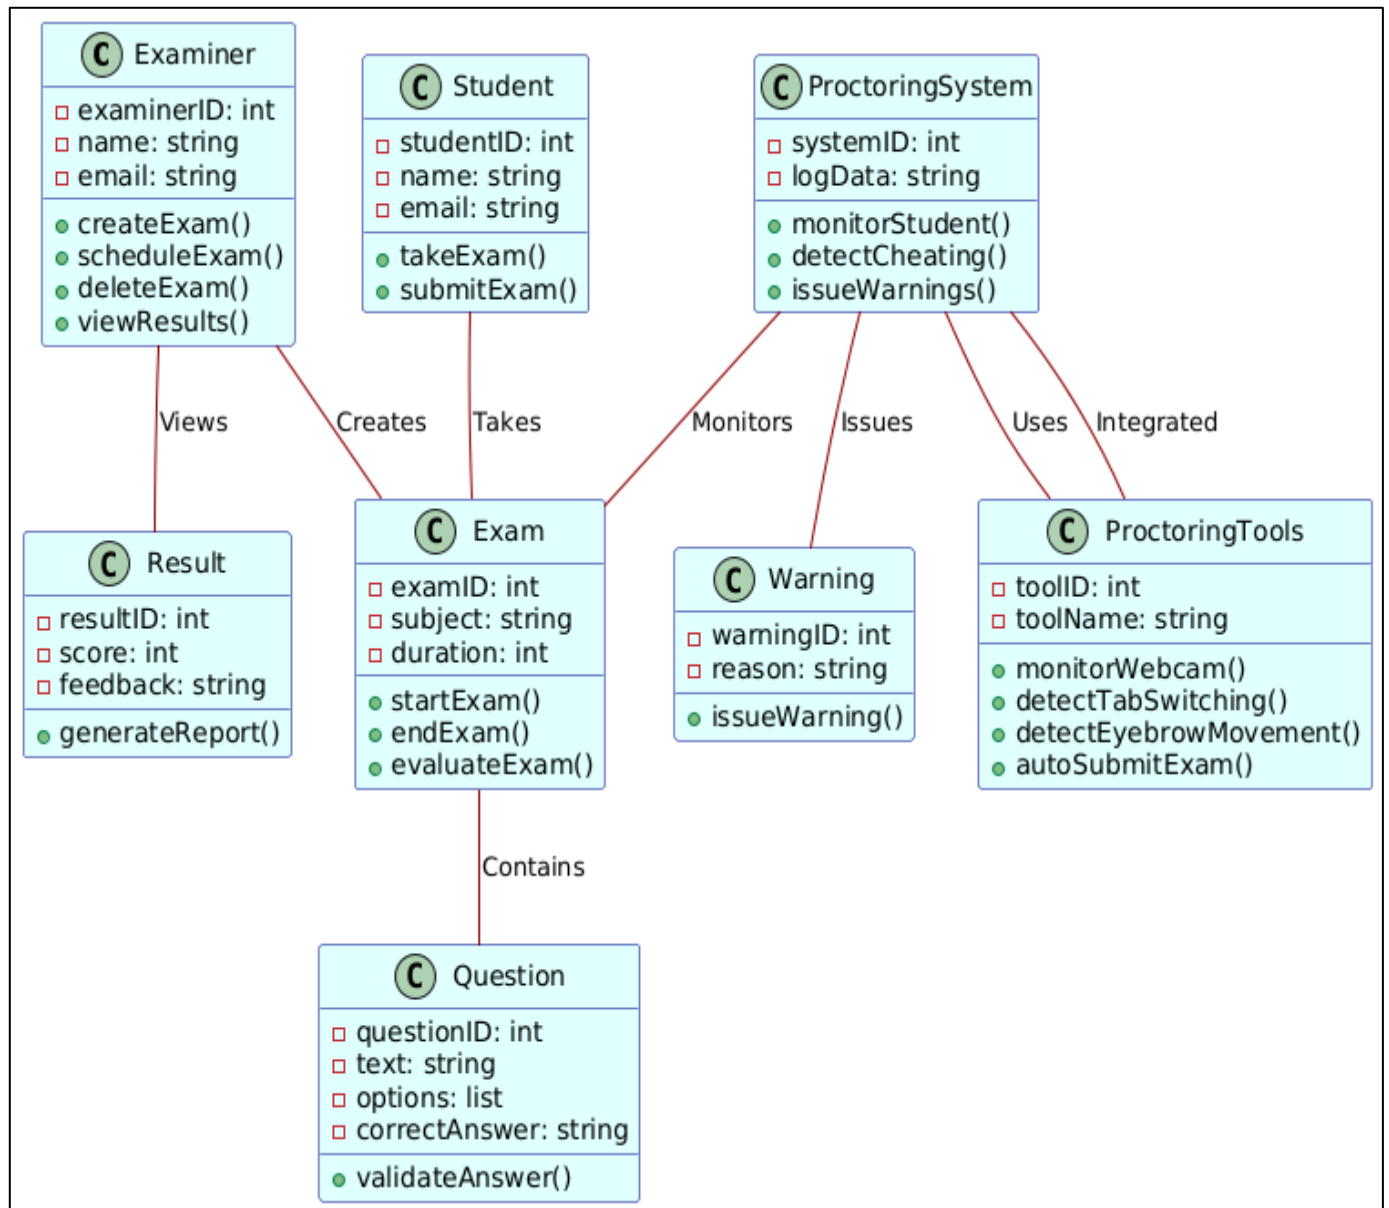 C Examiner
examinerID: int
name: string
email: string
createExam()
scheduleExam()
deleteExam()
viewResults()
C Student
studentID: int
name: string
email: string
takeExam()
submitExam()
C ProctoringSystem
systemID: int
logData: string
monitorStudent()
detectCheating()
issueWarnings()
Views
Creates
Takes
Monitors
Issues
Uses
Integrated
C Result
resultID: int
score: int
feedback: string
generateReport()
C Exam
examID: int
subject: string
duration: int
startExam()
endExam()
evaluateExam()
C Warning
warningID: int
reason: string
issueWarning()
C ProctoringTools
toolID: int
toolName: string
monitorWebcam()
detectTabSwitching()
detectEyebrowMovement()
autoSubmitExam()
Contains
C Question
questionID: int
text: string
options: list
correctAnswer: string
validateAnswer()